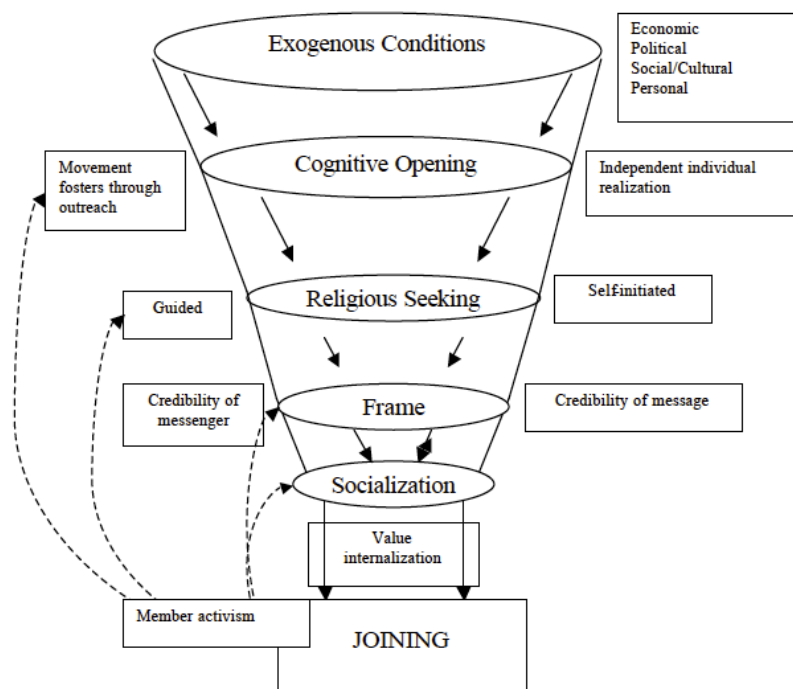 Exogenous Conditions
Economic
Political
Social/Cultural
Personal
Movement
fosters through
outreach
Cognitive Opening
Independent individual
realization
Guided
Religious Seeking
Self-initiated
Credibility of
messenger
Frame
Credibility of message
Socialization
Value
internalization
Member activism
JOINING